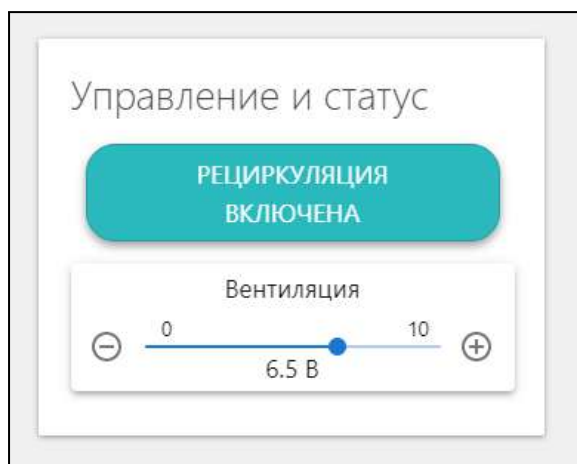 Управление и статус
РЕЦИРКУЛЯЦИЯ
ВКЛЮЧЕНА
Вентиляция
0 10
6.5 В